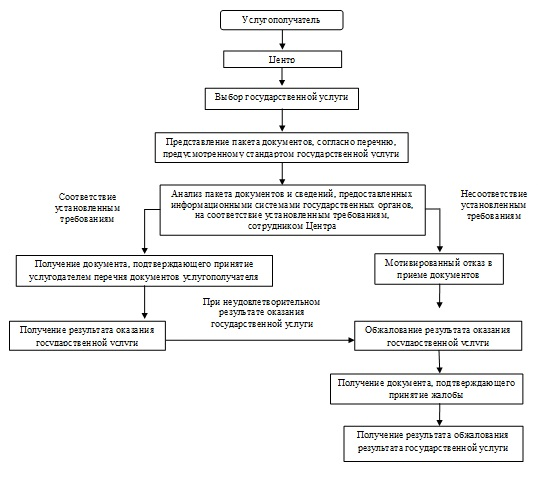 Услугополучатель
Центр
Выбор государственной услуги
Представление пакета документов, согласно перечню,
предусмотренному стандартом государственной услуги
Соответствие
установленным
требованиям
Анализ пакета документов и сведений, предоставленных
информационными системами государственных органов,
на соответствие установленным требованиям,
сотрудником Центра
Несоответствие
установленным
требованиям
Получение документа, подтверждающего принятие
услугодателем перечня документов услугополучателя
Мотивированный отказ в
приеме документов
При неудовлетворительном
результате оказания
государственной услуги
Получение результата оказания
государственной услуги
Обжалование результата оказания
государственной услуги
Получение документа, подтверждающего
принятие жалобы
Получение результата обжалования
результата государственной услуги